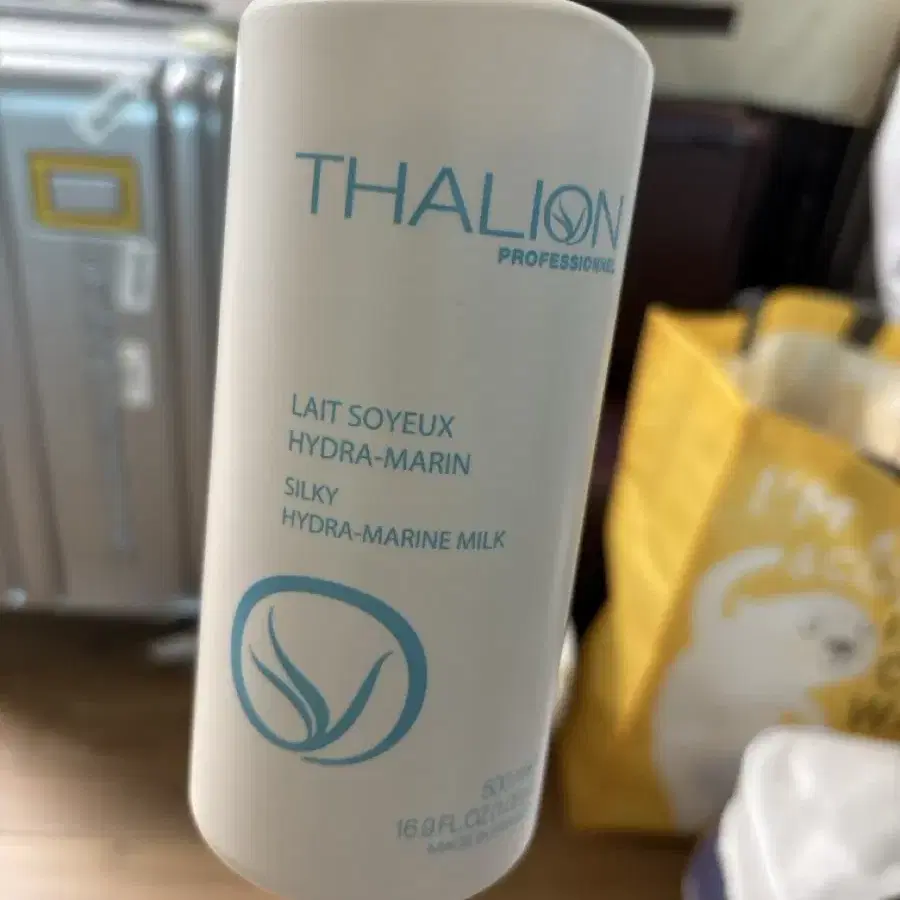 THALION
PROFESSIONNEL
LAIT SOYEUX
HYDRA-MARIN
SILKY
HYDRA-MARINE MILK
16.9 FL.OZ
I'M